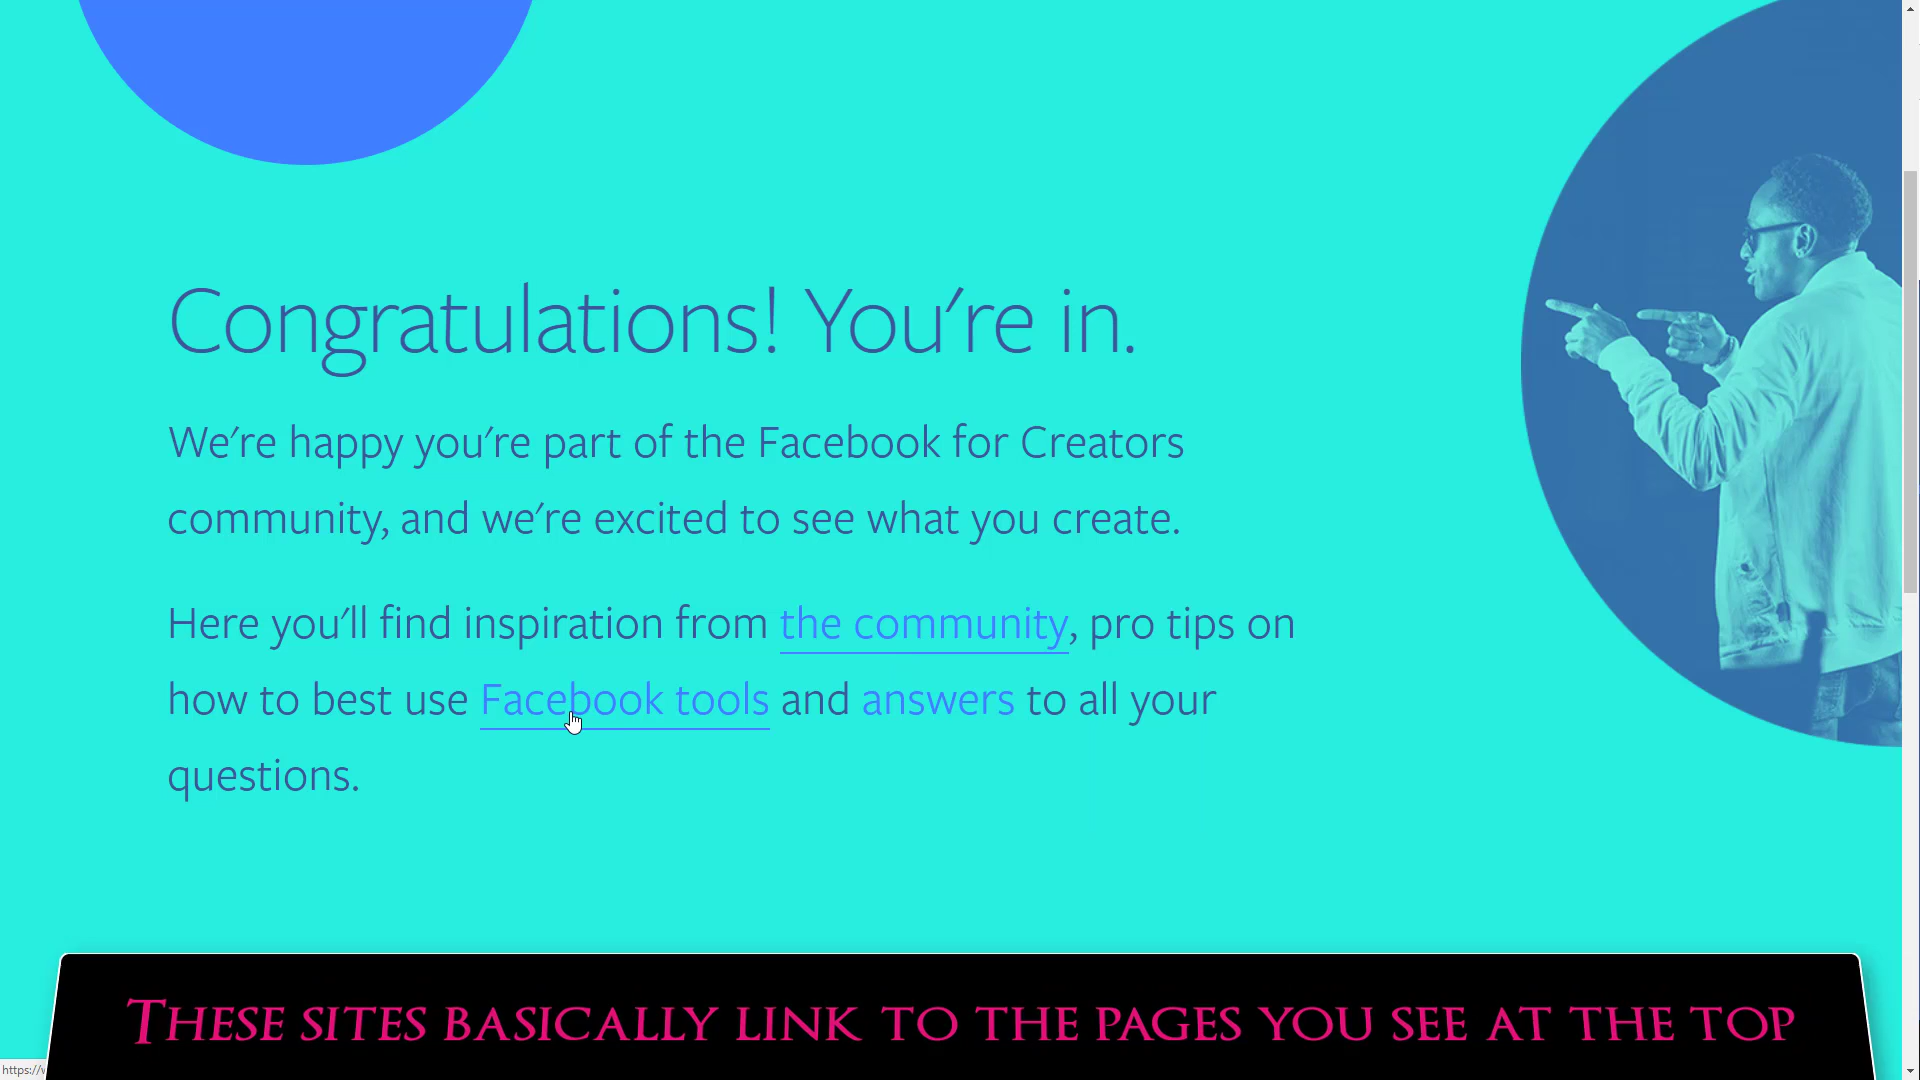 Congratulations! You're in.
We're happy you're part of the Facebook for Creators
community, and we're excited to see what you create.
Here you'll find inspiration from the community, pro tips on
how to best use Facebook tools and answers to all your
questions.
These sites basically link to the pages you see at the top
https://w